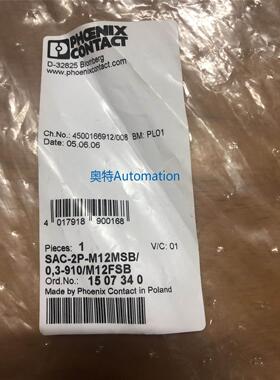 PHOENIX
CONTACT
D-32825 Blomberg
www.phoenixcontact.com
Ch.No.: 4500166912/008 BM: PL01
Date: 05.06.06
奥特Automation
4 017918 900168
Pieces: 1 V/C: 01
SAC-2P-M12MSB/
0,3-910/M12FSB
Ord.No.: 15 07 34 0
Made by Phoenix Contact in Poland